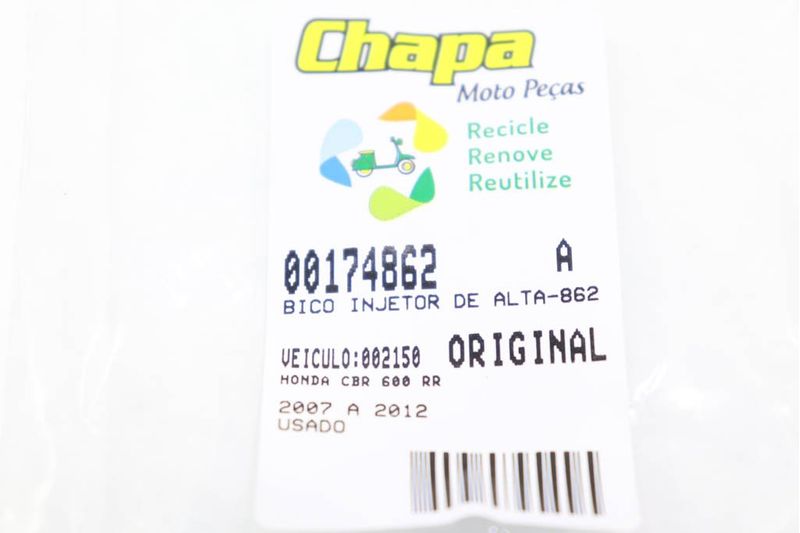 Chapa
Moto Peças
Recicle
Renove
Reutilize
00174862 A
BICO INJETOR DE ALTA-862
VEICULO:002150 ORIGINAL
HONDA CBR 600 RR
2007 A 2012
USADO